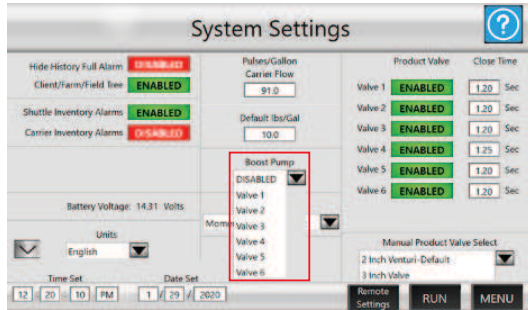 System Settings
?
Hide History Full Alarm DISABLED
Client/Farm/Field Tree ENABLED
Shuttle Inventory Alarms ENABLED
Carrier Inventory Alarms DISABLED
Battery Voltage: 14.31 Volts
Units
English
Time Set
12 : 20 : 10 PM
Date Set
1 / 29 / 2020
Pulses/Gallon
Carrier Flow
91.0
Default lbs/Gal
10.0
Boost Pump
DISABLED
Valve 1
Valve 2
Valve 3
Valve 4
Valve 5
Valve 6
Product Valve Close Time
Valve 1 ENABLED 1.20 Sec
Valve 2 ENABLED 1.20 Sec
Valve 3 ENABLED 1.20 Sec
Valve 4 ENABLED 1.25 Sec
Valve 5 ENABLED 1.20 Sec
Valve 6 ENABLED 1.20 Sec
Manual Product Valve Select
2 Inch Venturi-Default
3 Inch Valve
Remote
Settings
RUN
MENU